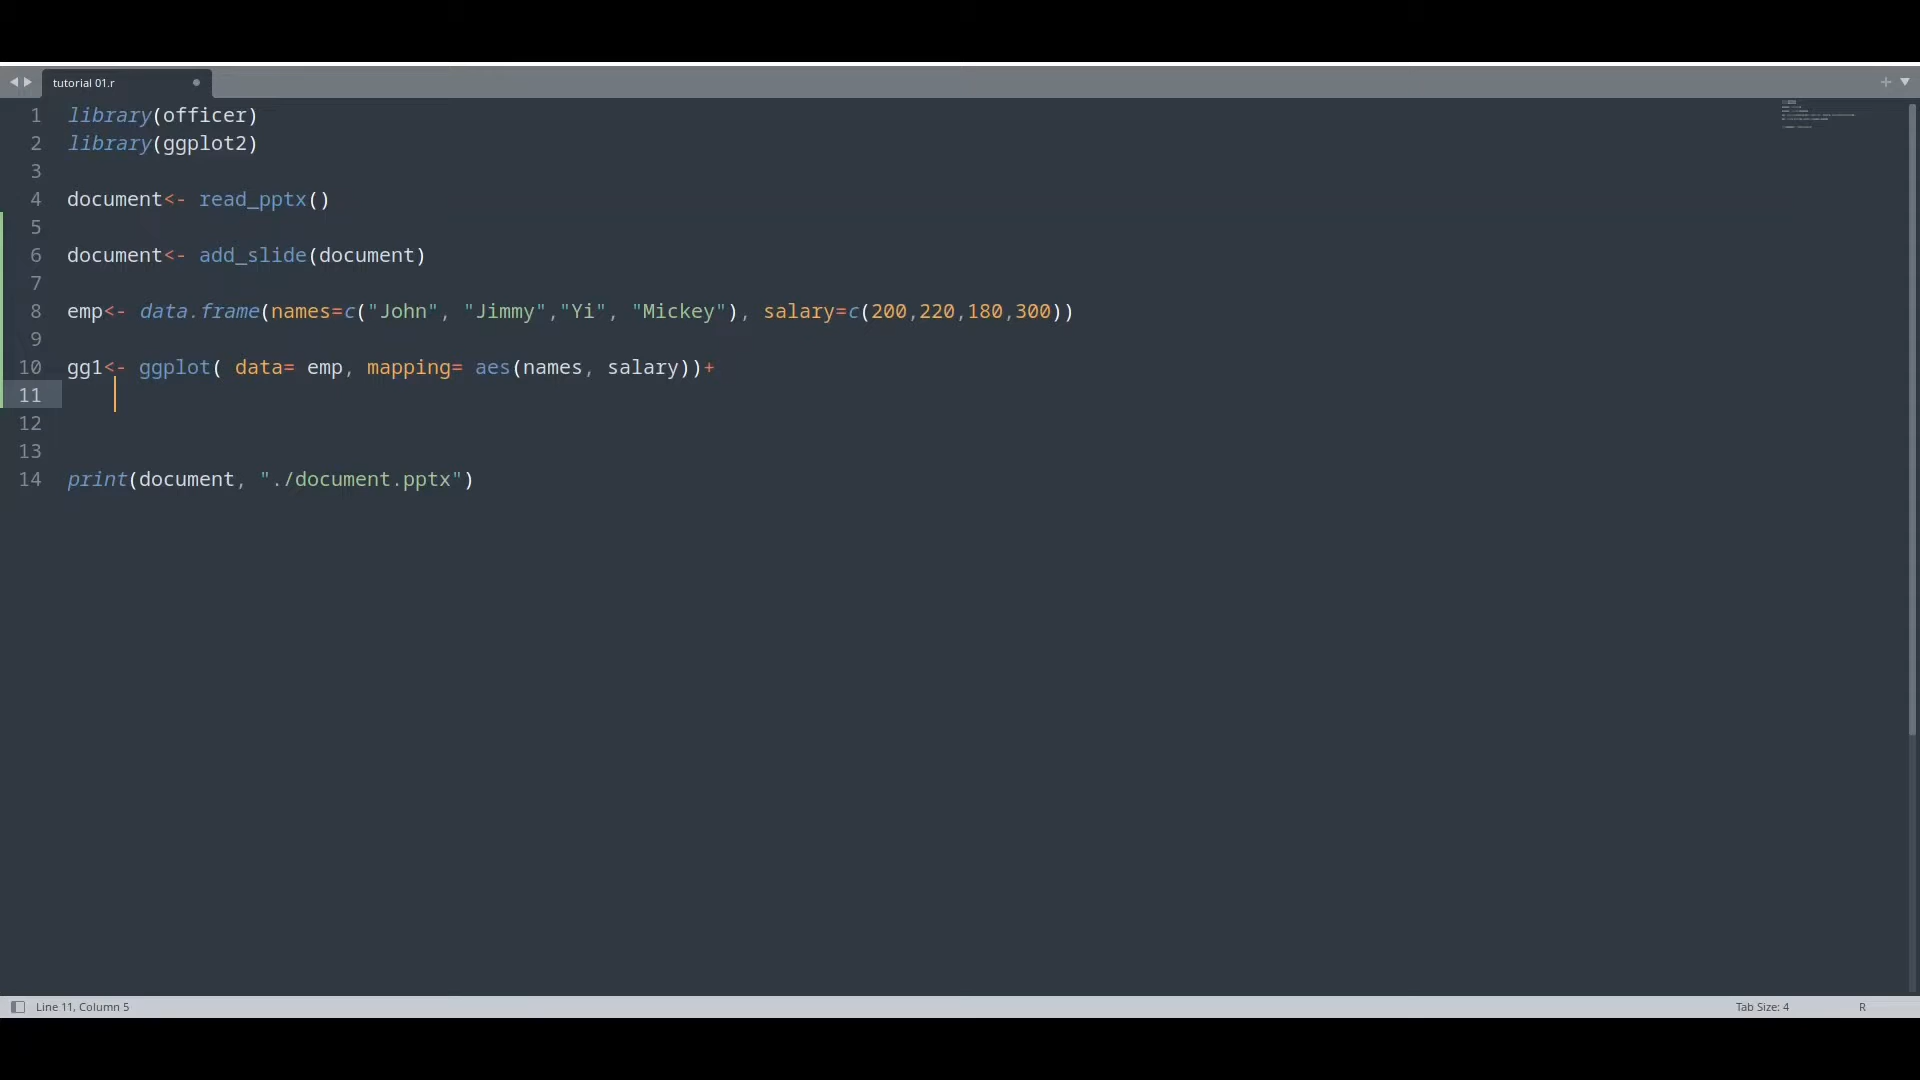 tutorial 01.r
1 library(officer)
2 library(ggplot2)
3
4 document<- read_pptx()
5
6 document<- add_slide(document)
7
8 emp<- data.frame(names=c("John", "Jimmy","Yi", "Mickey"), salary=c(200,220,180,300))
9
10 gg1<- ggplot( data= emp, mapping= aes(names, salary))+
11
12
13
14 print(document, "./document.pptx")
Line 11, Column 5
Tab Size: 4
R